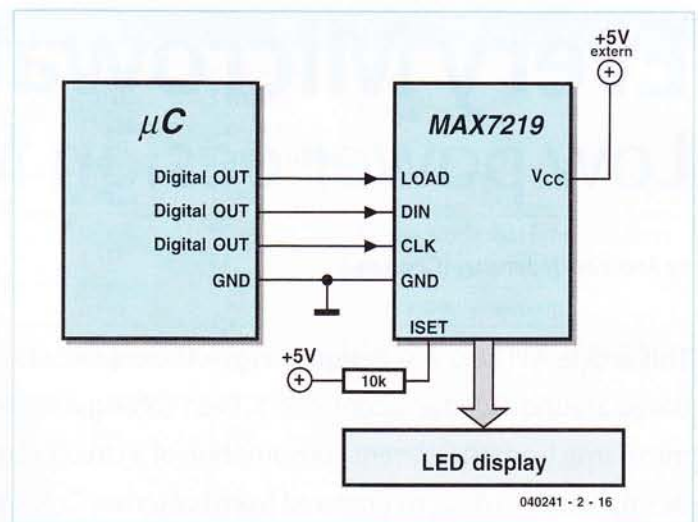 +5V
extern
µC
MAX7219
Digital OUT
LOAD
VCC
Digital OUT
DIN
Digital OUT
CLK
GND
GND
ISET
+5V
10k
LED display
040241 - 2 - 16